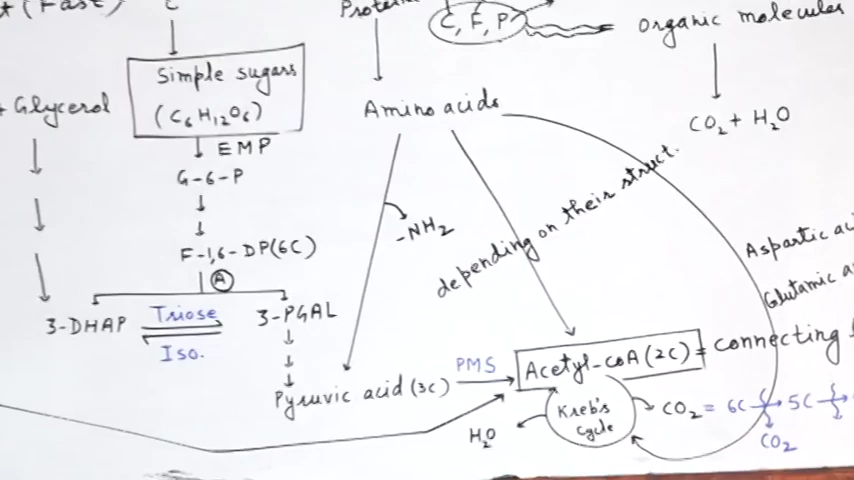 (Fast)
C, F, P
organic molecular
Simple sugars
(C₆H₁₂O₆)
+ Glycerol
Amino acids
CO₂ + H₂O
EMP
G-6-P
-NH₂
depending on their struct.
F-1,6-DP(6C)
A
Aspartic
Glutamic
3-DHAP
Triose
Iso.
3-PGAL
Pyruvic acid (3c)
PMS
Acetyl-coA (2C) = connecting
Kreb's
cycle
H₂O
CO₂ = 6C → 5C →
CO₂